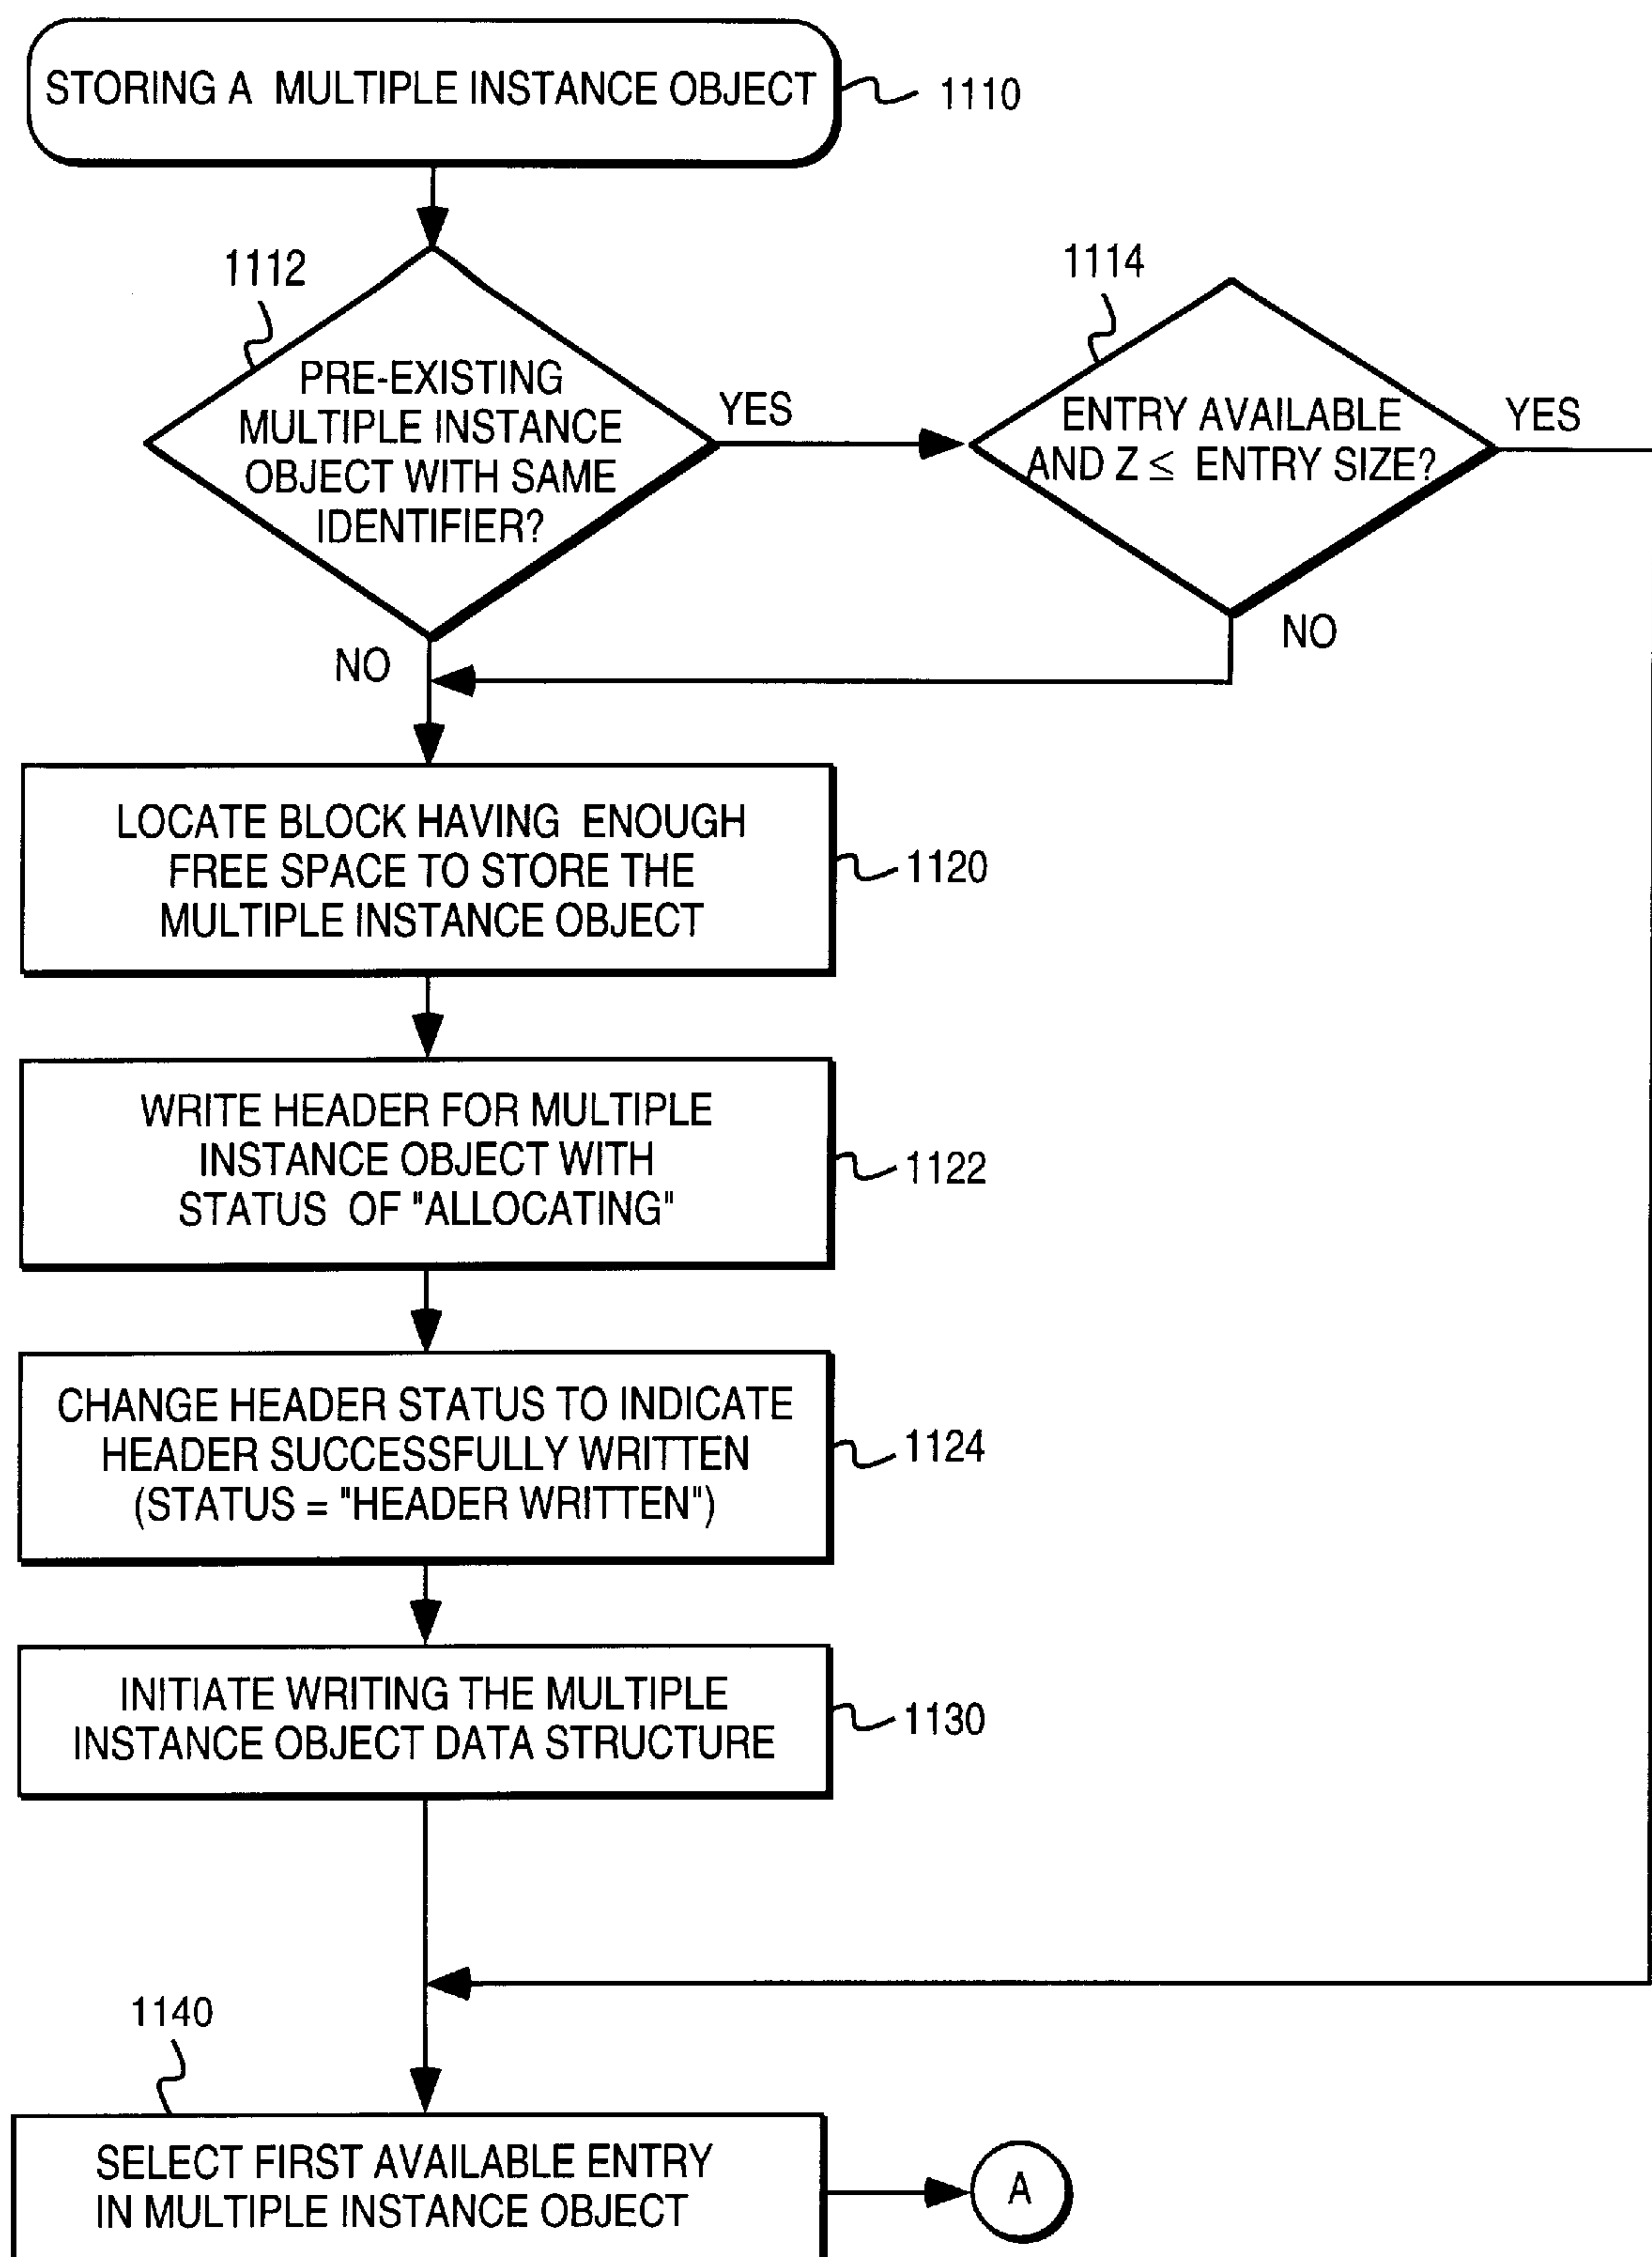 STORING A MULTIPLE INSTANCE OBJECT
1110
1112
PRE-EXISTING
MULTIPLE INSTANCE
OBJECT WITH SAME
IDENTIFIER?
YES
NO
1114
ENTRY AVAILABLE
AND Z ≤ ENTRY SIZE?
YES
NO
LOCATE BLOCK HAVING ENOUGH
FREE SPACE TO STORE THE
MULTIPLE INSTANCE OBJECT
1120
WRITE HEADER FOR MULTIPLE
INSTANCE OBJECT WITH
STATUS OF "ALLOCATING"
1122
CHANGE HEADER STATUS TO INDICATE
HEADER SUCCESSFULLY WRITTEN
(STATUS = "HEADER WRITTEN")
1124
INITIATE WRITING THE MULTIPLE
INSTANCE OBJECT DATA STRUCTURE
1130
1140
SELECT FIRST AVAILABLE ENTRY
IN MULTIPLE INSTANCE OBJECT
A